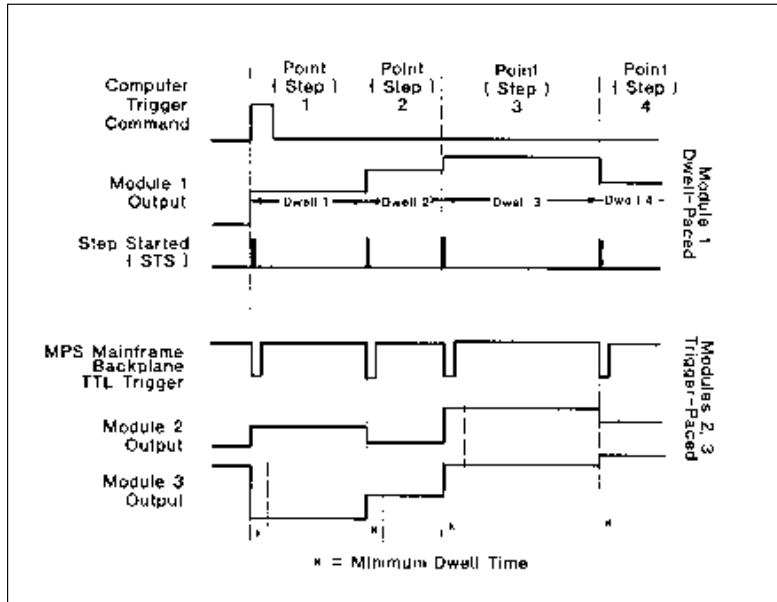 Computer
Trigger
Command
Point
( Step )
1
Point
( Step )
2
Point
( Step )
3
Point
( Step )
4
Module 1
Output
Dwell 1
Dwell 2
Dwel 3
Dwell 4
Module 1
Dwell-Paced
Step Started
( STS )
MPS Mainframe
Backplane
TTL Trigger
Module 2
Output
Module 3
Output
Modules 2, 3
Trigger-Paced
*
*
*
*
* = Minimum Dwell Time